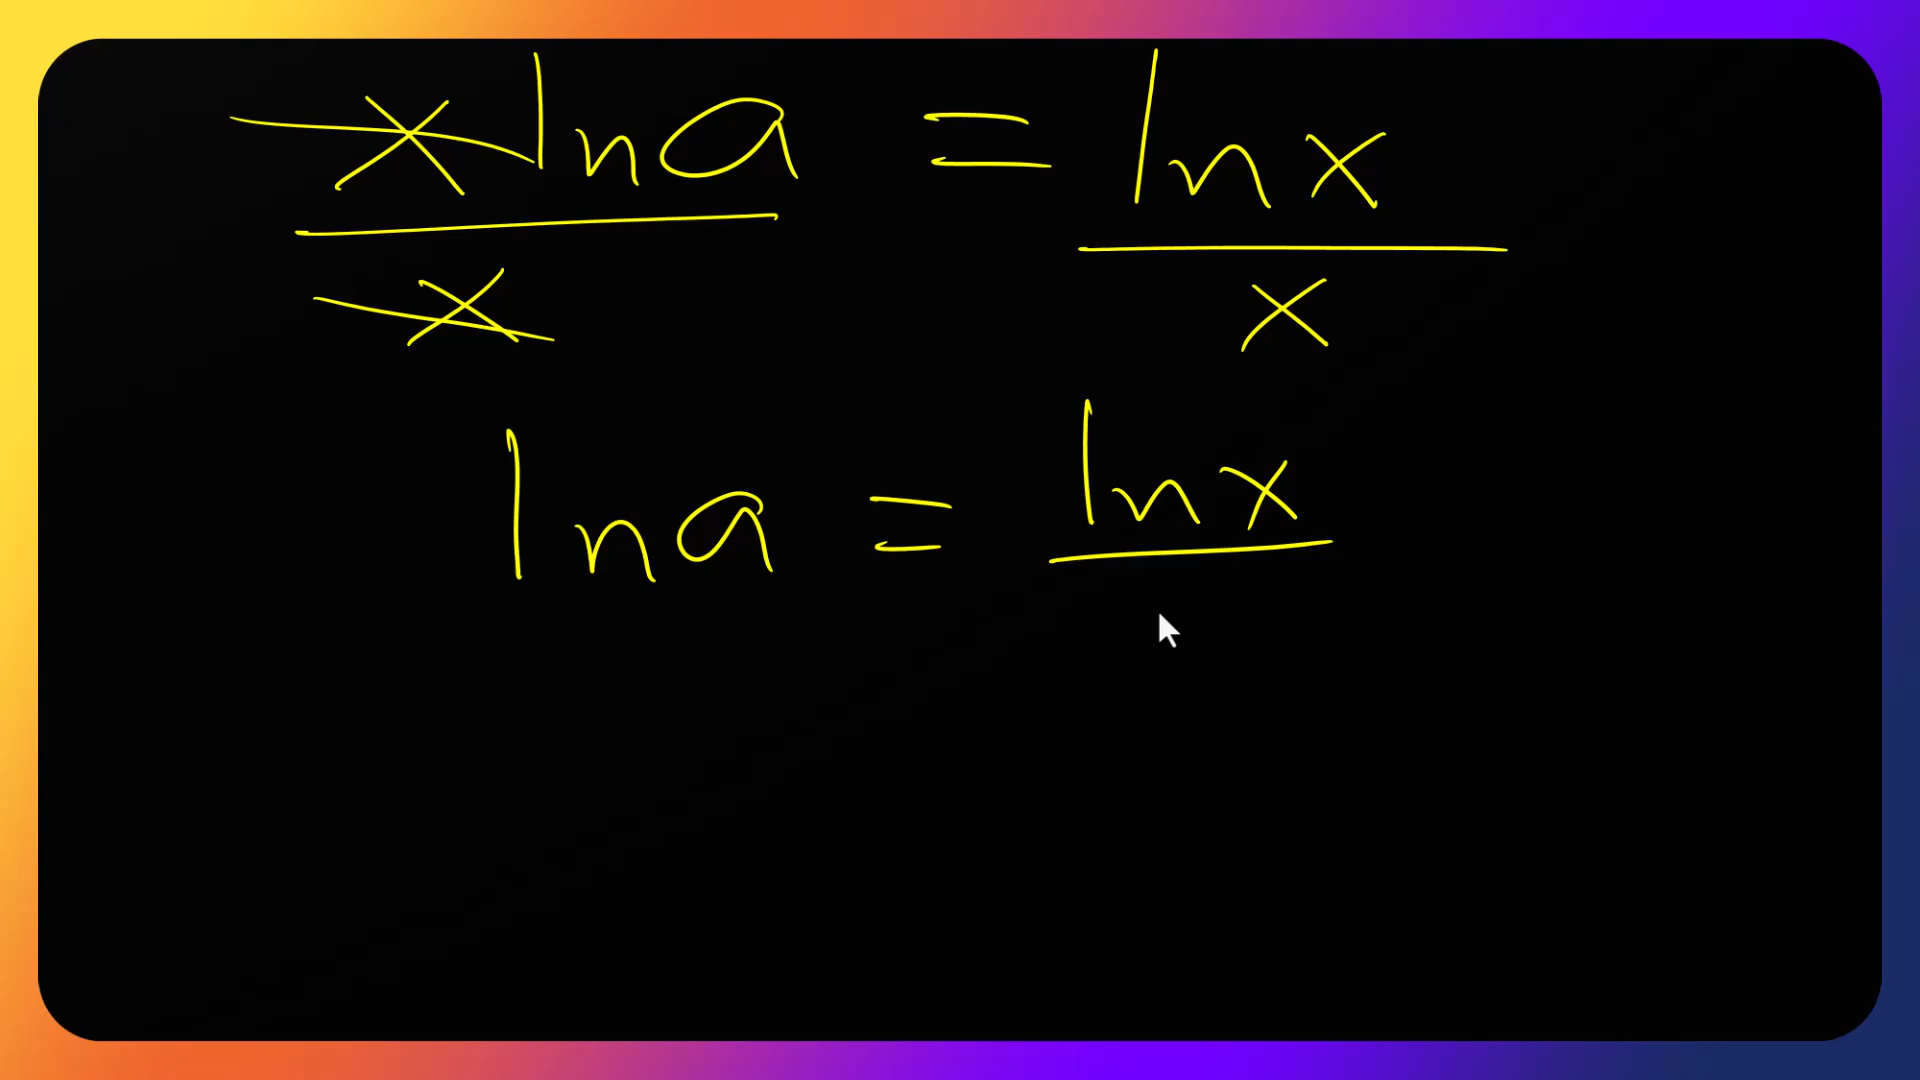 x ln a = ln x
x x
ln a = ln x